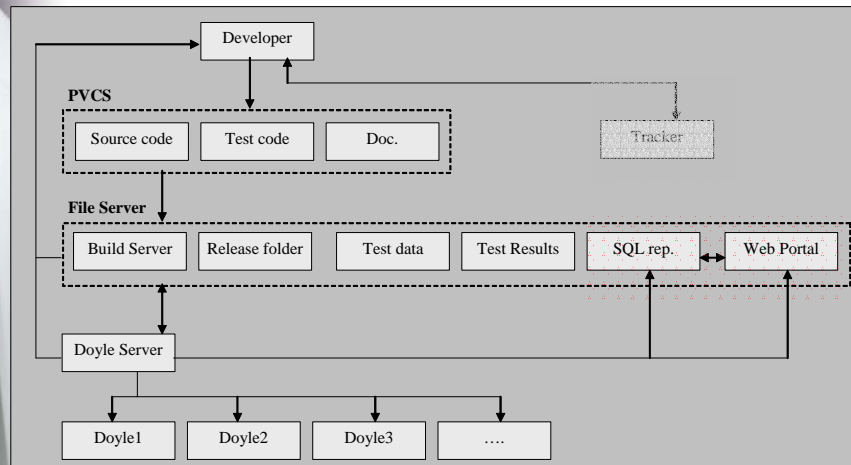 Developer
PVCS
Source code
Test code
Doc.
Tracker
File Server
Build Server
Release folder
Test data
Test Results
SQL rep.
Web Portal
Doyle Server
Doyle1
Doyle2
Doyle3
....